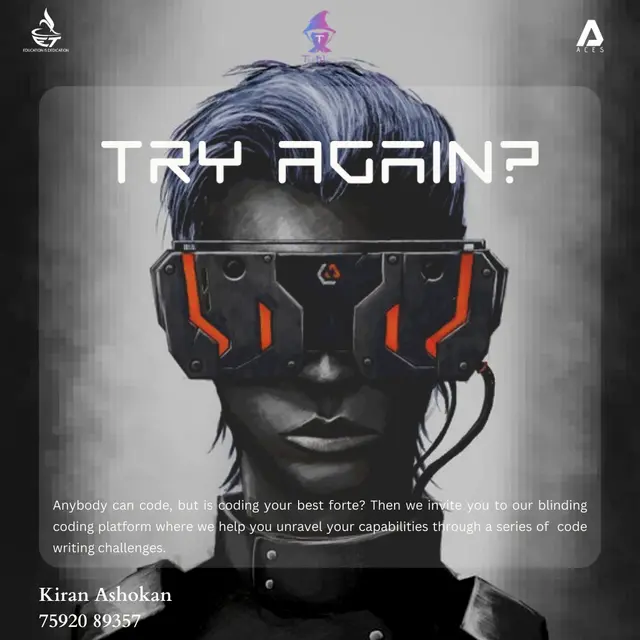 EDUCATION IS DEDICATION
T
ACES
TRY AGAIN?
Anybody can code, but is coding your best forte? Then we invite you to our blinding
coding platform where we help you unravel your capabilities through a series of code
writing challenges.
Kiran Ashokan
75920 89357